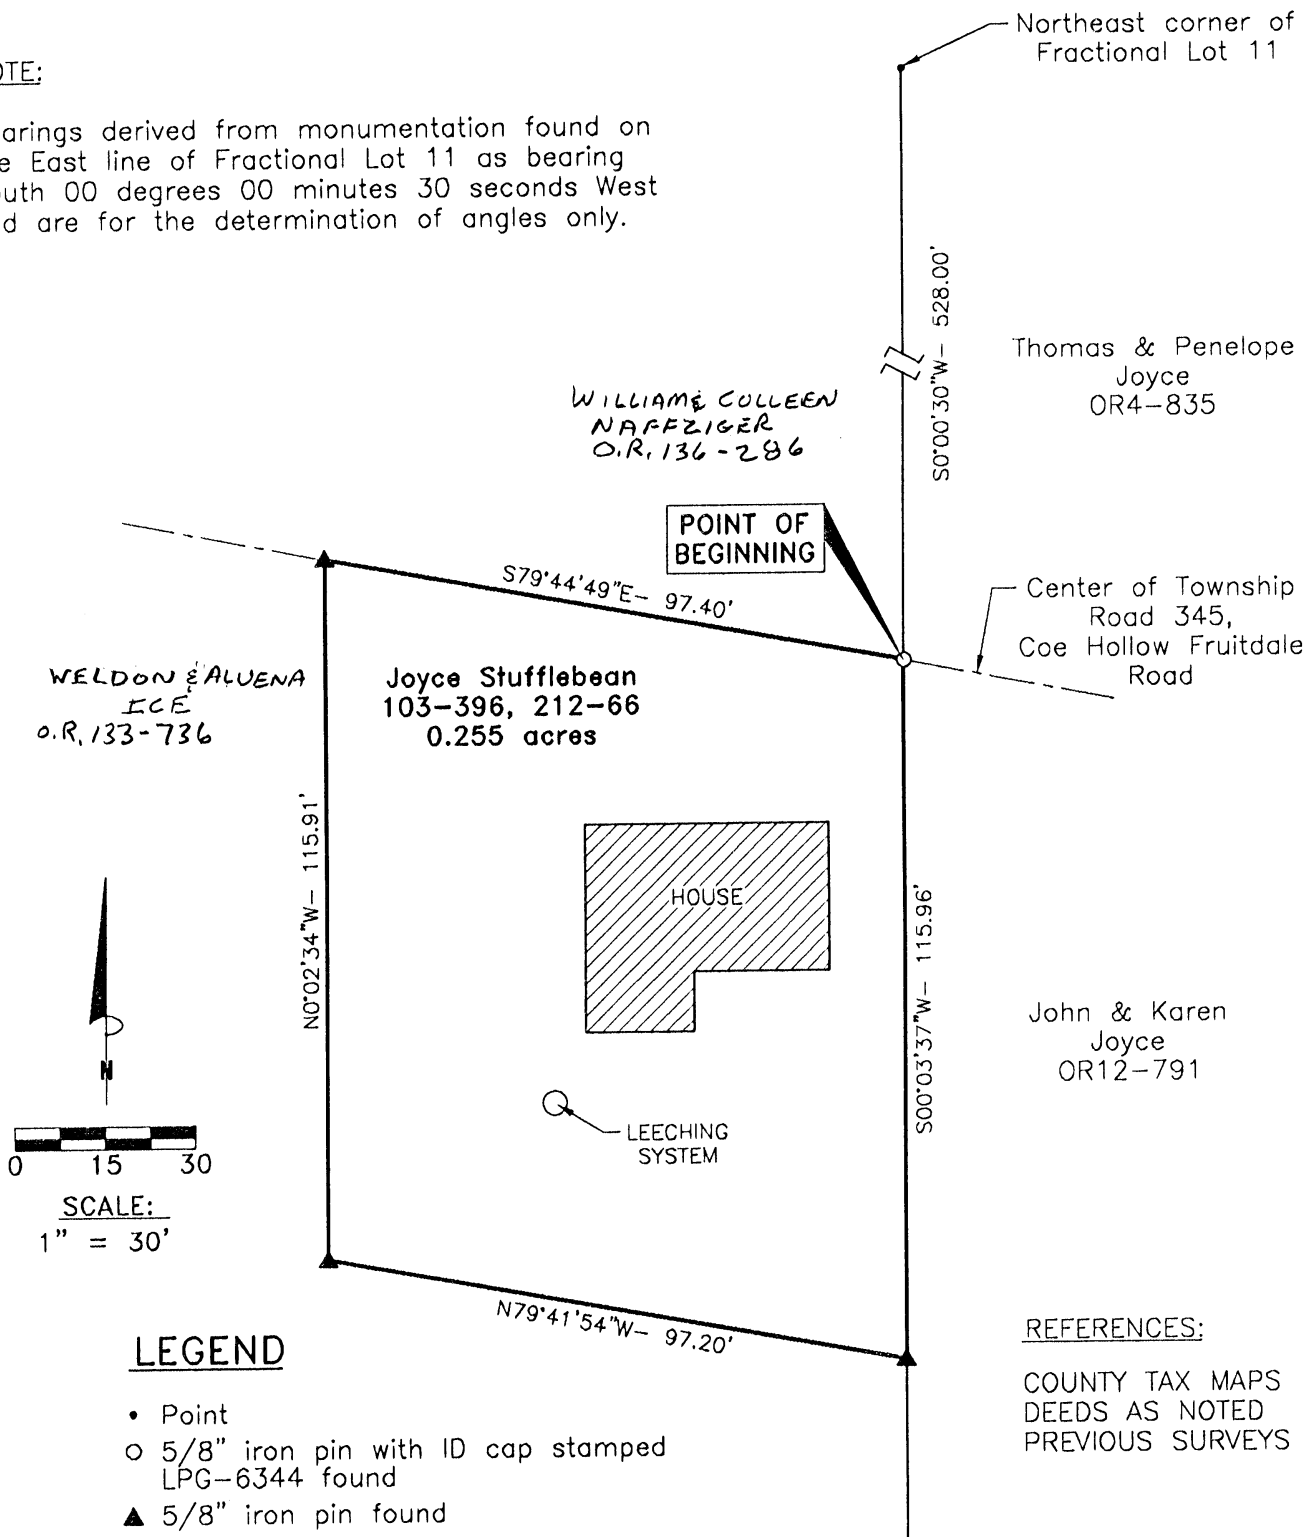 Northeast corner of
Fractional Lot 11
OTE:
arings derived from monumentation found on
e East line of Fractional Lot 11 as bearing
outh 00 degrees 00 minutes 30 seconds West
d are for the determination of angles only.
S0°00'30"W- 528.00'
Thomas & Penelope
Joyce
OR4-835
WILLIAM & COLLEEN
NAFFZIGER
O.R. 136-286
POINT OF
BEGINNING
S79°44'49"E- 97.40'
Center of Township
Road 345,
Coe Hollow Fruitdale
Road
WELDON & ALUENA
ICE
O.R. 133-736
Joyce Stufflebean
103-396, 212-66
0.255 acres
N0°02'34"W- 115.91'
HOUSE
S00°03'37"W- 115.96'
John & Karen
Joyce
OR12-791
N
0 15 30
SCALE:
1" = 30'
LEECHING
SYSTEM
N79°41'54"W- 97.20'
LEGEND
• Point
○ 5/8" iron pin with ID cap stamped
LPG-6344 found
▲ 5/8" iron pin found
REFERENCES:
COUNTY TAX MAPS
DEEDS AS NOTED
PREVIOUS SURVEYS